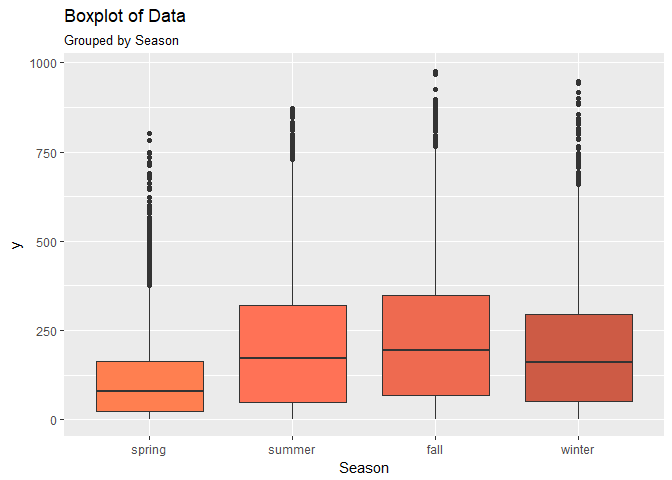 Boxplot of Data
Grouped by Season
1000
750
500
250
0
y
spring summer fall winter
Season